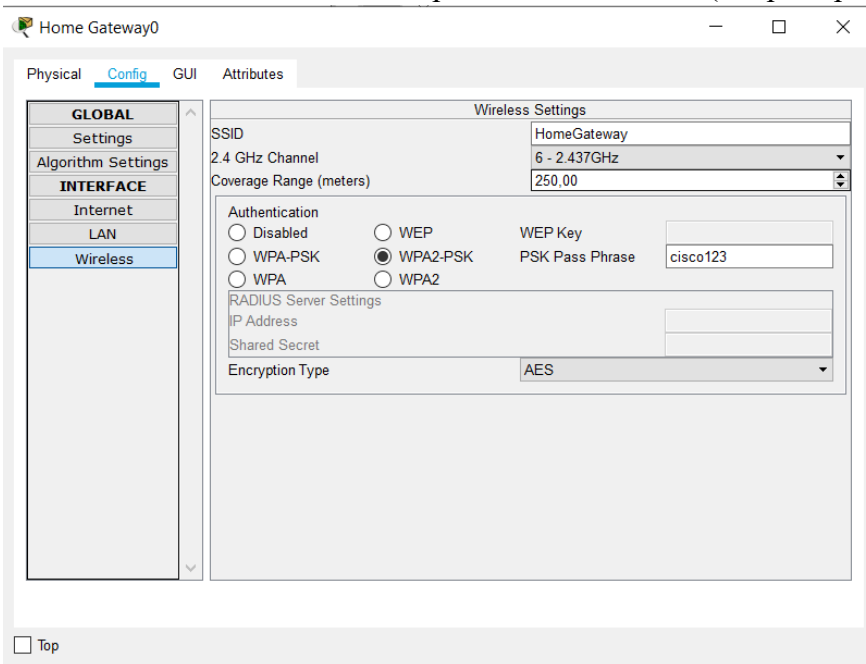 Home Gateway0
Physical Config GUI Attributes
GLOBAL
Settings
Algorithm Settings
INTERFACE
Internet
LAN
Wireless
Wireless Settings
SSID HomeGateway
2.4 GHz Channel 6 - 2.437GHz
Coverage Range (meters) 250,00
Authentication
Disabled WEP WEP Key
WPA-PSK WPA2-PSK PSK Pass Phrase cisco123
WPA WPA2
RADIUS Server Settings
IP Address
Shared Secret
Encryption Type AES
Top